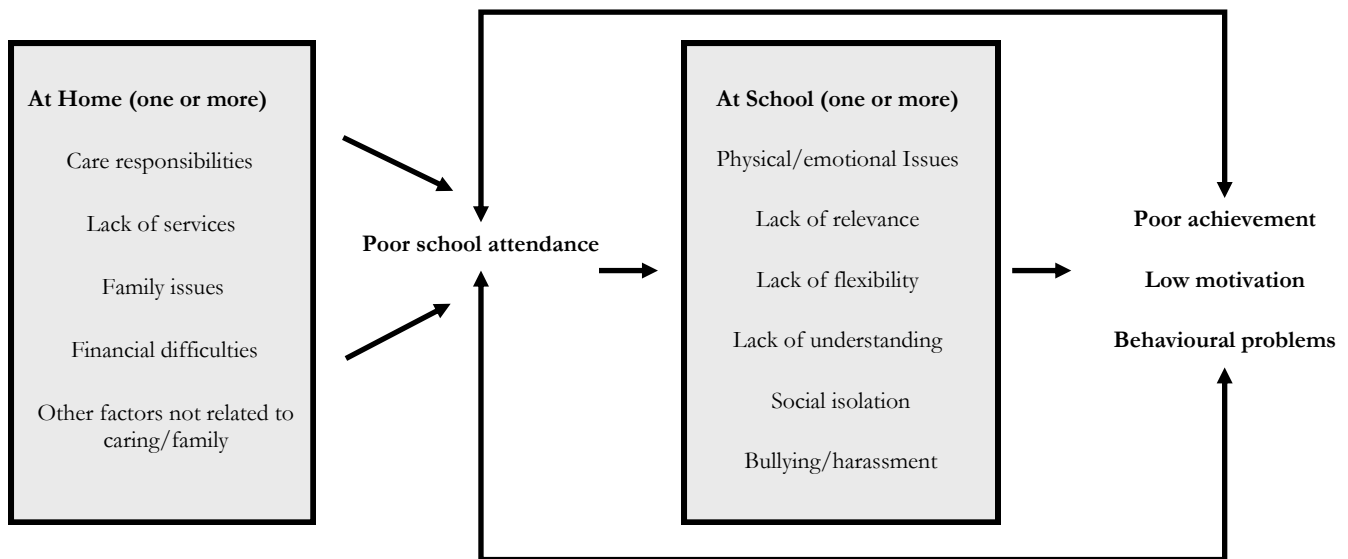 At Home (one or more)
Care responsibilities
Lack of services
Family issues
Financial difficulties
Other factors not related to
caring/family
Poor school attendance
At School (one or more)
Physical/emotional Issues
Lack of relevance
Lack of flexibility
Lack of understanding
Social isolation
Bullying/harassment
Poor achievement
Low motivation
Behavioural problems